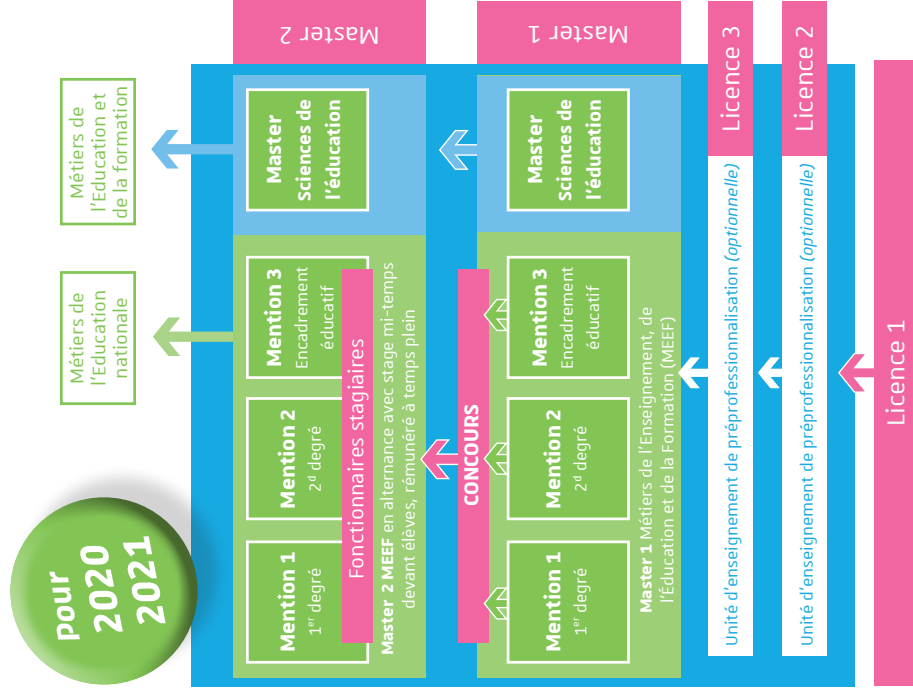 pour
2020
2021
Métiers de
l'Education
nationale
Métiers de
l'Education et
de la formation
Master 2
Mention 1
1er degré
Mention 2
2d degré
Mention 3
Encadrement
éducatif
Master
Sciences de
l'éducation
Fonctionnaires stagiaires
Master 2 MEEF en alternance avec stage mi-temps
devant élèves, rémunéré à temps plein
CONCOURS
Master 1
Mention 1
1er degré
Mention 2
2d degré
Mention 3
Encadrement
éducatif
Master
Sciences de
l'éducation
Master 1 Métiers de l'Enseignement, de
l'Éducation et de la Formation (MEEF)
Unité d'enseignement de préprofessionnalisation (optionnelle)
Licence 3
Unité d'enseignement de préprofessionnalisation (optionnelle)
Licence 2
Licence 1